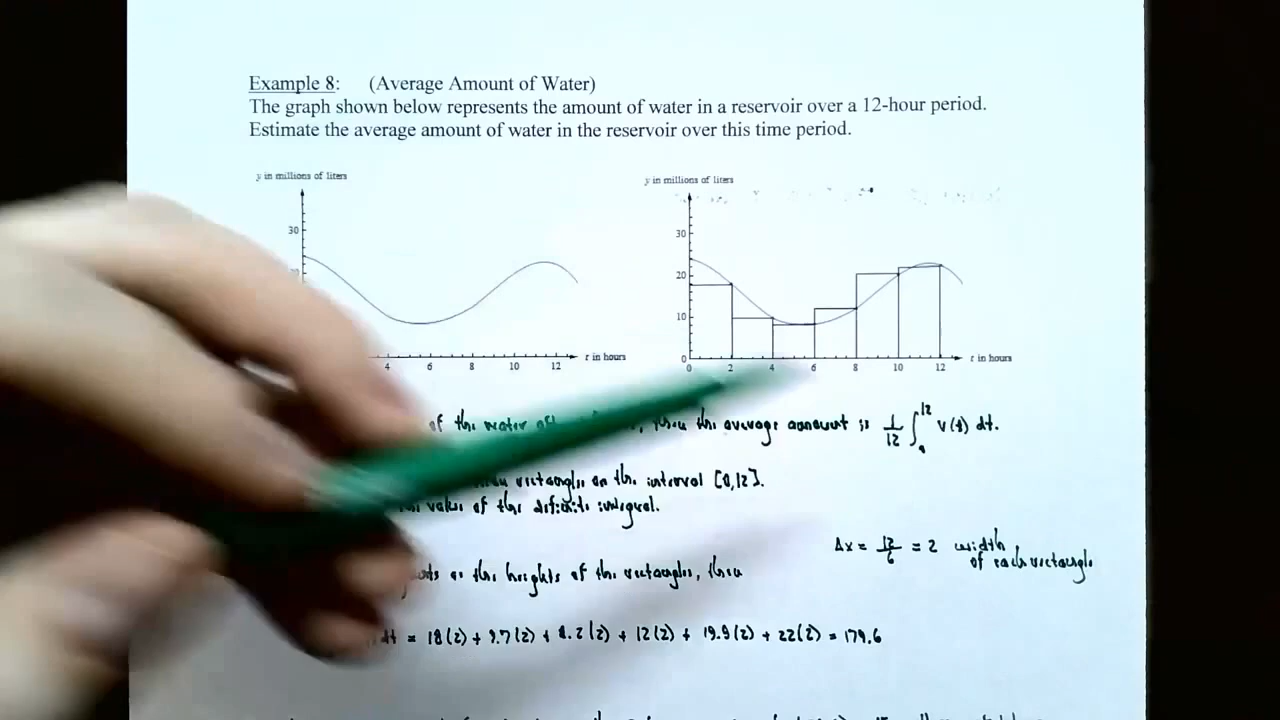 Example 8: (Average Amount of Water)
The graph shown below represents the amount of water in a reservoir over a 12-hour period.
Estimate the average amount of water in the reservoir over this time period.
y in millions of liters
30
4 6 8 10 12 t in hours
y in millions of liters
30
20
10
0
0 2 4 6 8 10 12 t in hours
of the water the average amount is 1/12 ∫₀¹² V(t) dt.
rectangles on the interval [0,12].
value of the definite integral.
Δx = 12/6 = 2 width
of each rectangle
as the heights of the rectangles, then
dt = 18(2) + 9.7(2) + 8.2(2) + 12(2) + 19.9(2) + 22(2) = 179.6